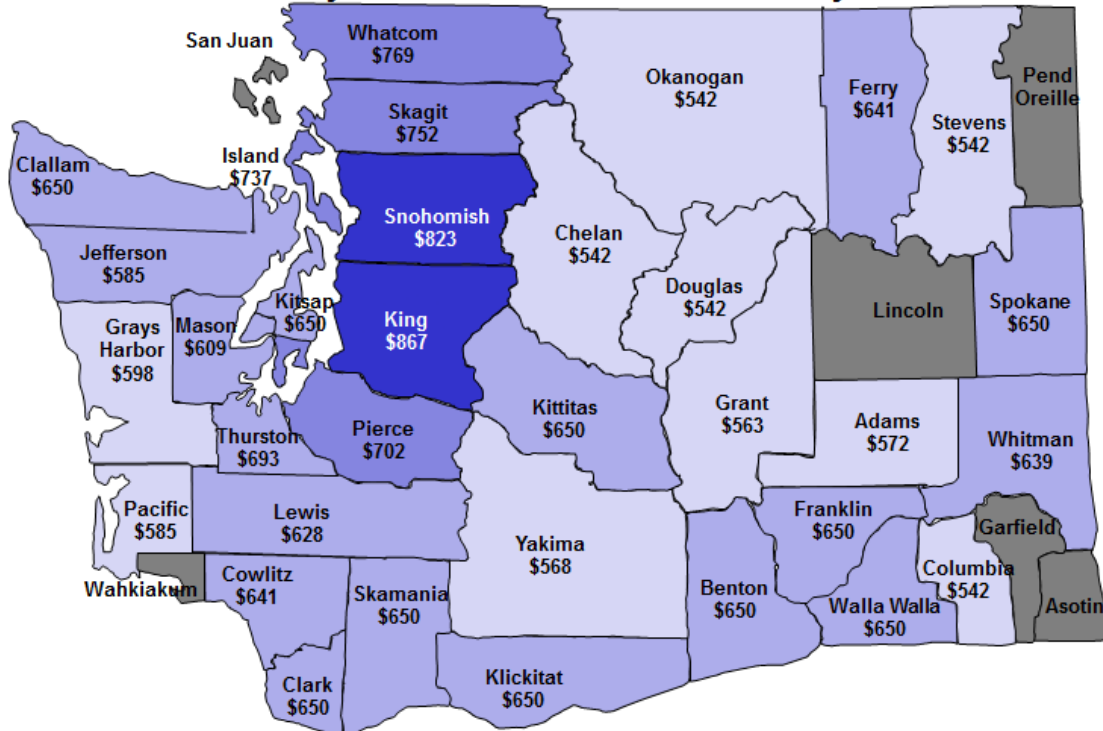 San Juan
Whatcom
$769
Okanogan
$542
Ferry
$641
Pend
Oreille
Skagit
$752
Stevens
$542
Island
$737
Clallam
$650
Snohomish
$823
Chelan
$542
Jefferson
$585
Douglas
$542
Kitsap
$650
Spokane
$650
Lincoln
Grays
Harbor
$598
Mason
$609
King
$867
Kittitas
$650
Grant
$563
Adams
$572
Whitman
$639
Thurston
$693
Pierce
$702
Pacific
$585
Lewis
$628
Franklin
$650
Garfield
Yakima
$568
Wahkiakum
Cowlitz
$641
Skamania
$650
Benton
$650
Walla Walla
$650
Columbia
$542
Asotin
Clark
$650
Klickitat
$650